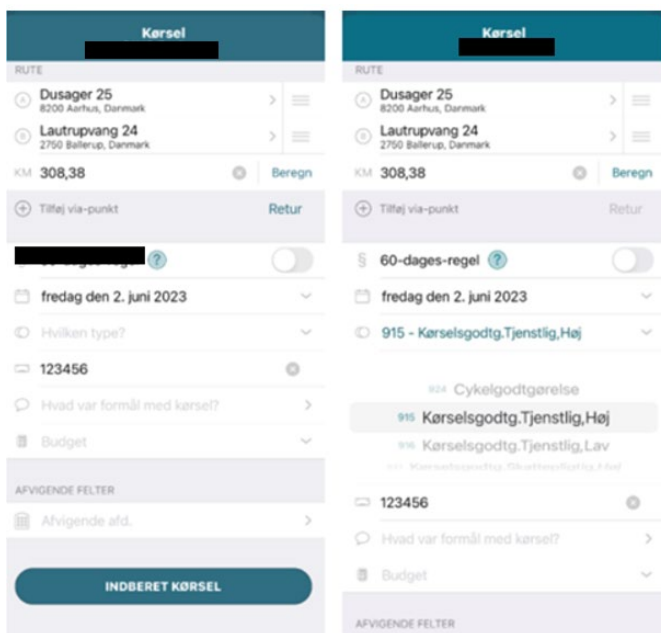 Kørsel
RUTE
A
Dusager 25
8200 Aarhus, Danmark
B
Lautrupvang 24
2750 Ballerup, Danmark
KM 308,38 Beregn
Tilføj via-punkt Retur
?
fredag den 2. juni 2023
Hvilken type?
123456
Hvad var formål med kørsel?
Budget
AFVIGENDE FELTER
Afvigende afd.
INDBERET KØRSEL
Kørsel
RUTE
A
Dusager 25
8200 Aarhus, Danmark
B
Lautrupvang 24
2750 Ballerup, Danmark
KM 308,38 Beregn
Tilføj via-punkt Retur
§ 60-dages-regel ?
fredag den 2. juni 2023
915 - Kørselsgodtg.Tjenstlig,Høj
924 Cykelgodtgørelse
915 Kørselsgodtg.Tjenstlig,Høj
916 Kørselsgodtg.Tjenstlig,Lav
123456
Hvad var formål med kørsel?
Budget
AFVIGENDE FELTER